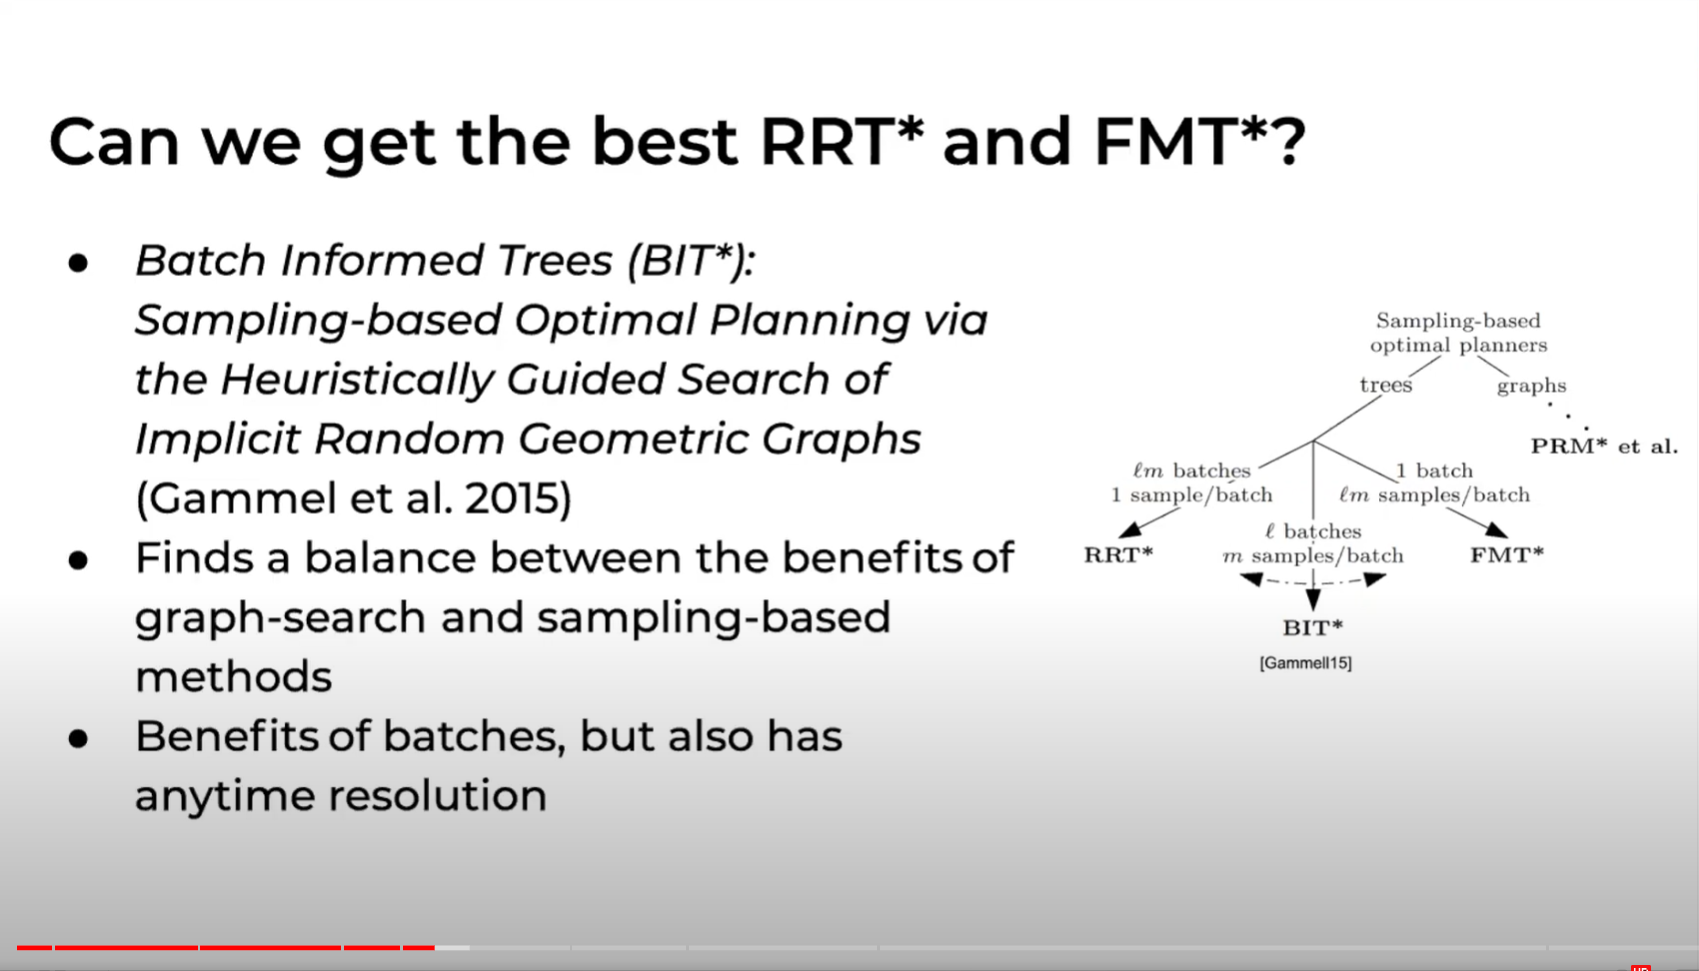 Can we get the best RRT* and FMT*?
● Batch Informed Trees (BIT*):
Sampling-based Optimal Planning via
the Heuristically Guided Search of
Implicit Random Geometric Graphs
(Gammel et al. 2015)
● Finds a balance between the benefits of
graph-search and sampling-based
methods
● Benefits of batches, but also has
anytime resolution
Sampling-based
optimal planners
trees
graphs
PRM* et al.
ℓm batches
1 sample/batch
1 batch
ℓm samples/batch
ℓ batches
m samples/batch
RRT*
FMT*
BIT*
[Gammell15]